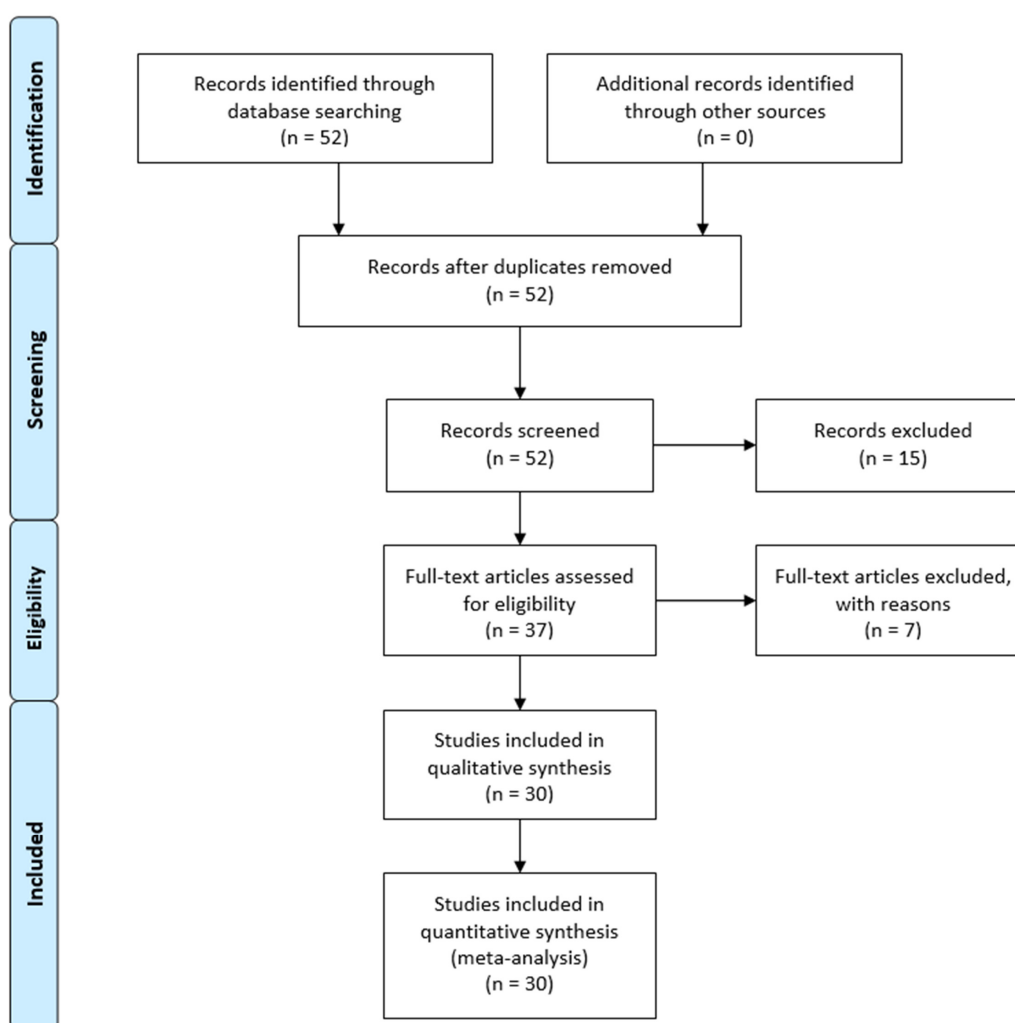 Identification
Records identified through
database searching
(n = 52)
Additional records identified
through other sources
(n = 0)
Screening
Records after duplicates removed
(n = 52)
Records screened
(n = 52)
Records excluded
(n = 15)
Eligibility
Full-text articles assessed
for eligibility
(n = 37)
Full-text articles excluded,
with reasons
(n = 7)
Included
Studies included in
qualitative synthesis
(n = 30)
Studies included in
quantitative synthesis
(meta-analysis)
(n = 30)